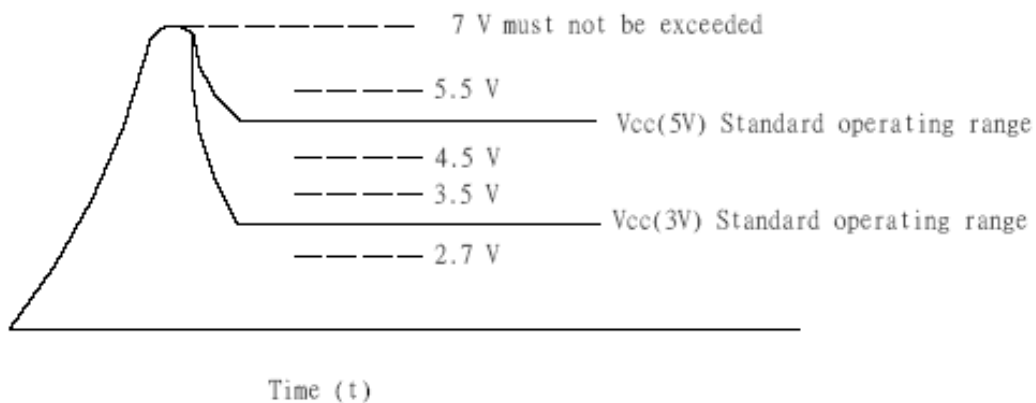 7 V must not be exceeded
5.5 V
Vcc(5V) Standard operating range
4.5 V
3.5 V
Vcc(3V) Standard operating range
2.7 V
Time (t)